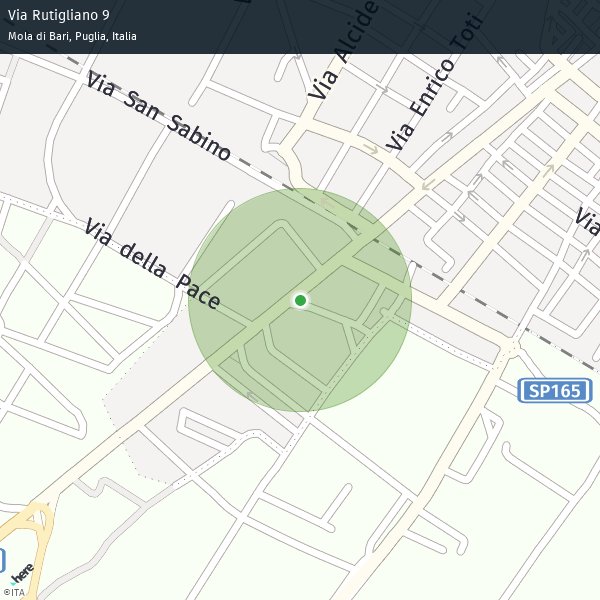 Via Rutigliano 9
Mola di Bari, Puglia, Italia
Via Alcide
Via Enrico Toti
Via San Sabino
Via
Via della Pace
SP165
here
©ITA